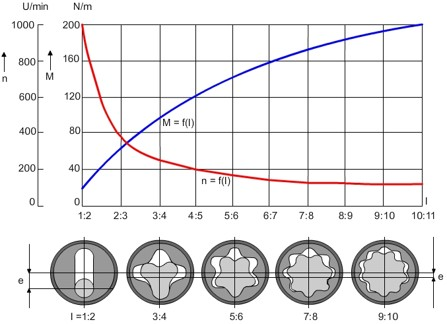 U/min N/m
1000 200
800 160
n M
600 120
M = f(I)
400 80
200 40
n = f(I)
0 0 I
1:2 2:3 3:4 4:5 5:6 6:7 7:8 8:9 9:10 10:11
e e
I =1:2 3:4 5:6 7:8 9:10